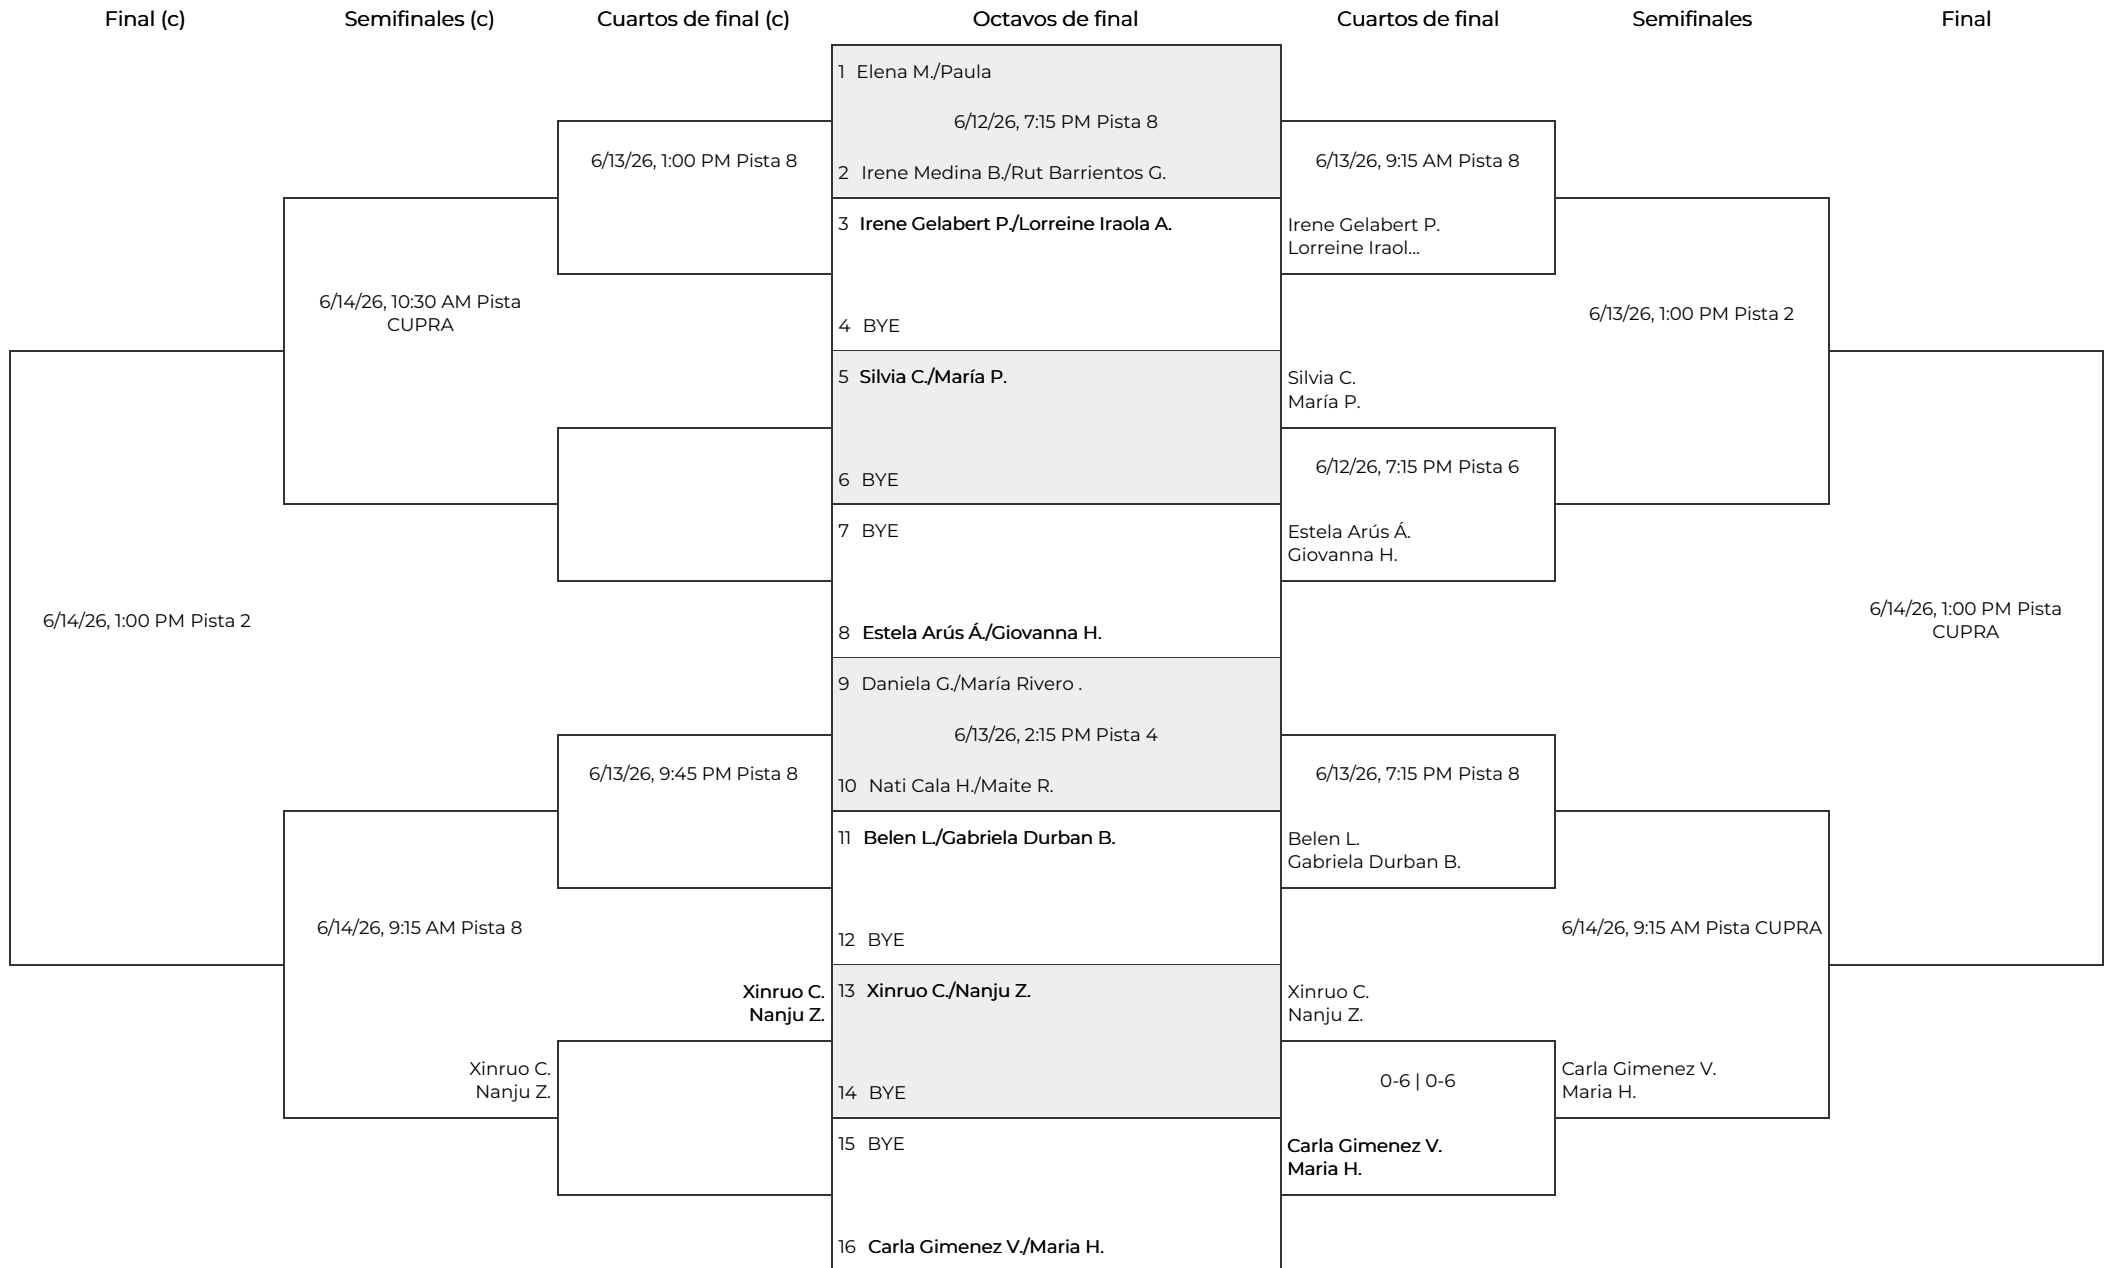 Final (c)
Semifinales (c)
Cuartos de final (c)
Octavos de final
Cuartos de final
Semifinales
Final
1 Elena M./Paula
6/12/26, 7:15 PM Pista 8
2 Irene Medina B./Rut Barrientos G.
3 Irene Gelabert P./Lorreine Iraola A.
4 BYE
5 Silvia C./María P.
6 BYE
7 BYE
8 Estela Arús Á./Giovanna H.
9 Daniela G./María Rivero .
6/13/26, 2:15 PM Pista 4
10 Nati Cala H./Maite R.
11 Belen L./Gabriela Durban B.
12 BYE
13 Xinruo C./Nanju Z.
14 BYE
15 BYE
16 Carla Gimenez V./Maria H.
6/13/26, 1:00 PM Pista 8
6/13/26, 9:45 PM Pista 8
Xinruo C.
Nanju Z.
6/14/26, 10:30 AM Pista
CUPRA
6/14/26, 9:15 AM Pista 8
Xinruo C.
Nanju Z.
6/14/26, 1:00 PM Pista 2
6/13/26, 9:15 AM Pista 8
Irene Gelabert P.
Lorreine Iraol...
Silvia C.
María P.
6/12/26, 7:15 PM Pista 6
Estela Arús Á.
Giovanna H.
6/13/26, 7:15 PM Pista 8
Belen L.
Gabriela Durban B.
Xinruo C.
Nanju Z.
0-6 | 0-6
Carla Gimenez V.
Maria H.
6/13/26, 1:00 PM Pista 2
6/14/26, 9:15 AM Pista CUPRA
Carla Gimenez V.
Maria H.
6/14/26, 1:00 PM Pista
CUPRA